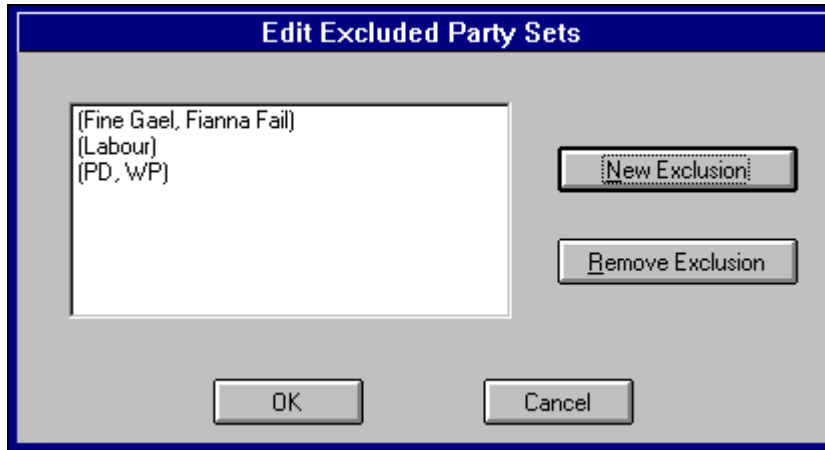 Edit Excluded Party Sets
(Fine Gael, Fianna Fail)
(Labour)
(PD, WP)
New Exclusion
Remove Exclusion
OK
Cancel